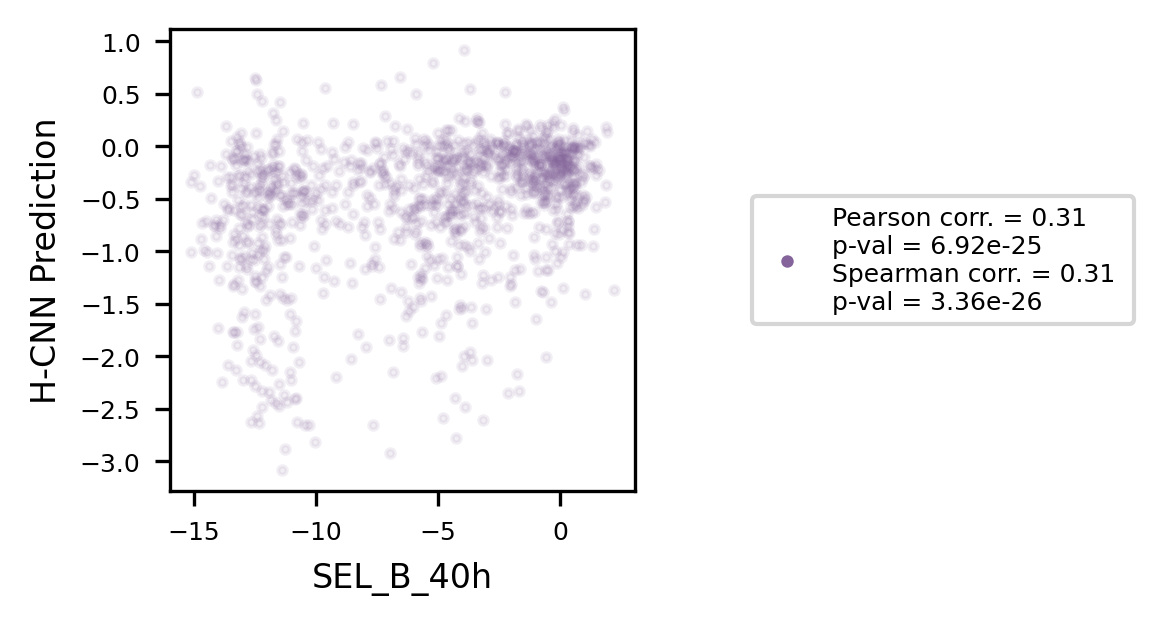 1.0
0.5
0.0
−0.5
−1.0
−1.5
−2.0
−2.5
−3.0
H-CNN Prediction
−15
−10
−5
0
SEL_B_40h
Pearson corr. = 0.31
p-val = 6.92e-25
Spearman corr. = 0.31
p-val = 3.36e-26